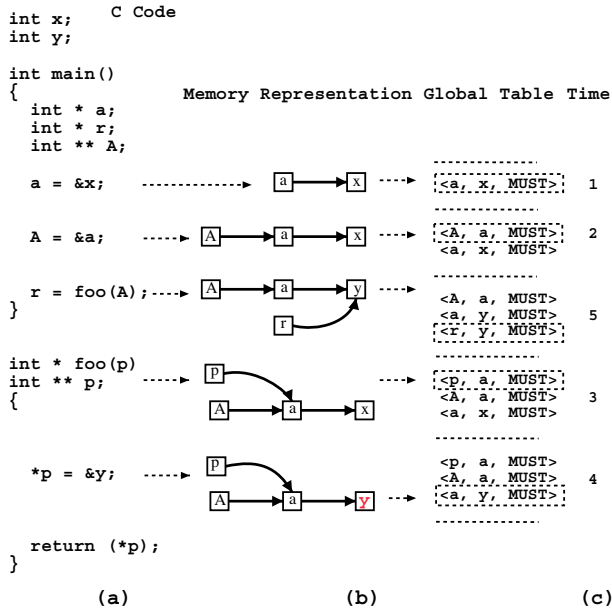 C Code
int x;
int y;
int main()
{ Memory Representation Global Table Time
int * a;
int * r;
int ** A;
a = &x; a x <a, x, MUST> 1
A = &a; A a x <A, a, MUST> 2
<a, x, MUST>
r = foo(A); A a y <A, a, MUST>
} <a, y, MUST> 5
r <r, y, MUST>
int * foo(p) p <p, a, MUST>
int ** p; <A, a, MUST> 3
{ A a x <a, x, MUST>
*p = &y; p <p, a, MUST>
<A, a, MUST> 4
A a y <a, y, MUST>
return (*p);
}
(a) (b) (c)